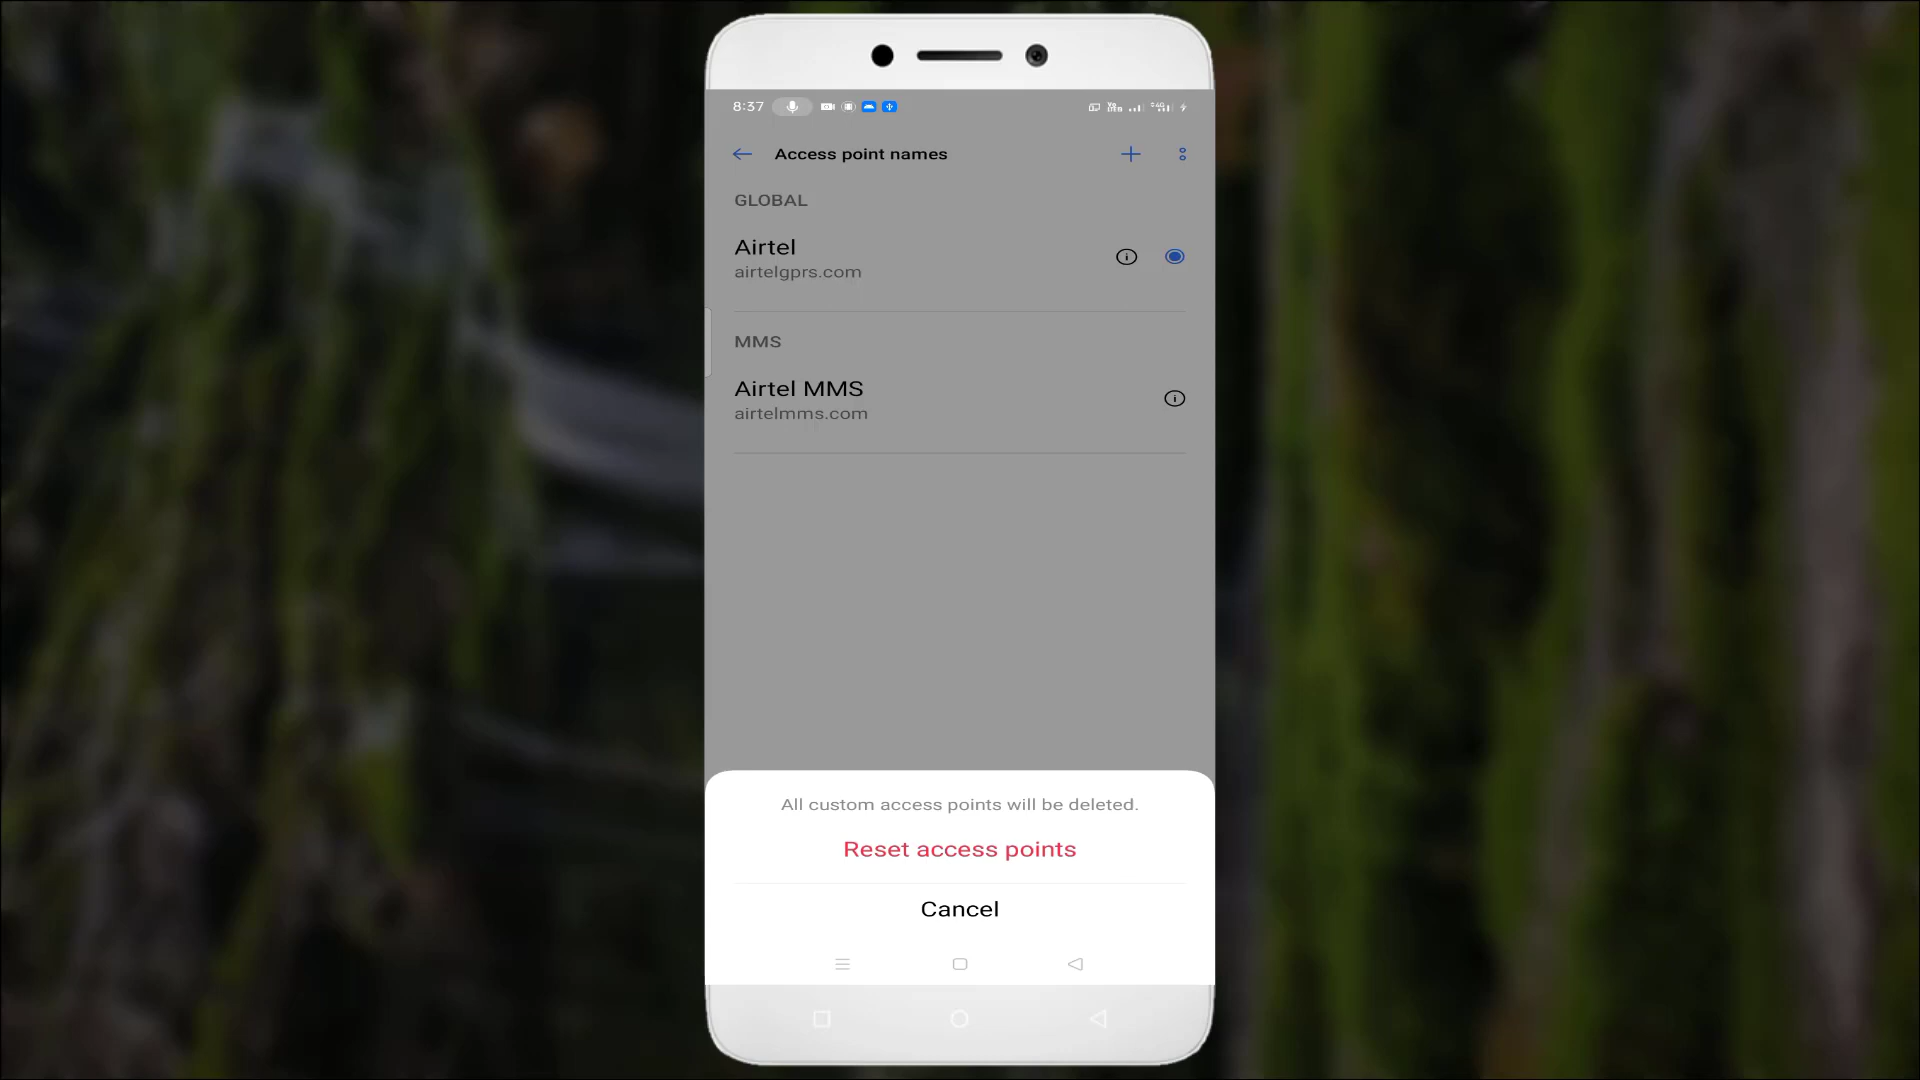 8:37
Access point names
GLOBAL
Airtel
airtelgprs.com
MMS
Airtel MMS
airtelmms.com
All custom access points will be deleted.
Reset access points
Cancel